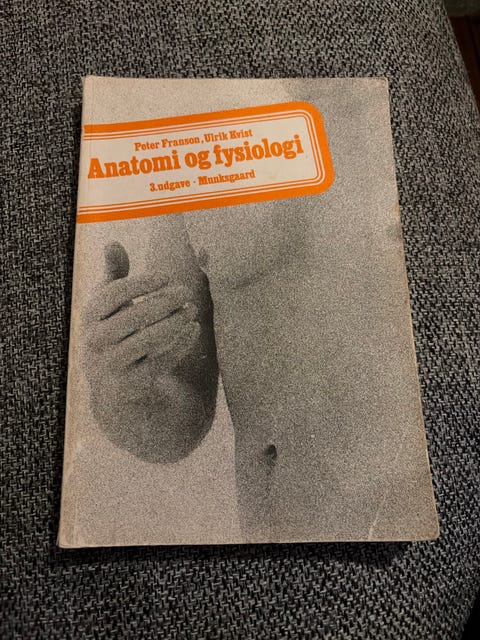 Peter Franson, Ulrik Kvist
Anatomi og fysiologi
3. udgave · Munksgaard